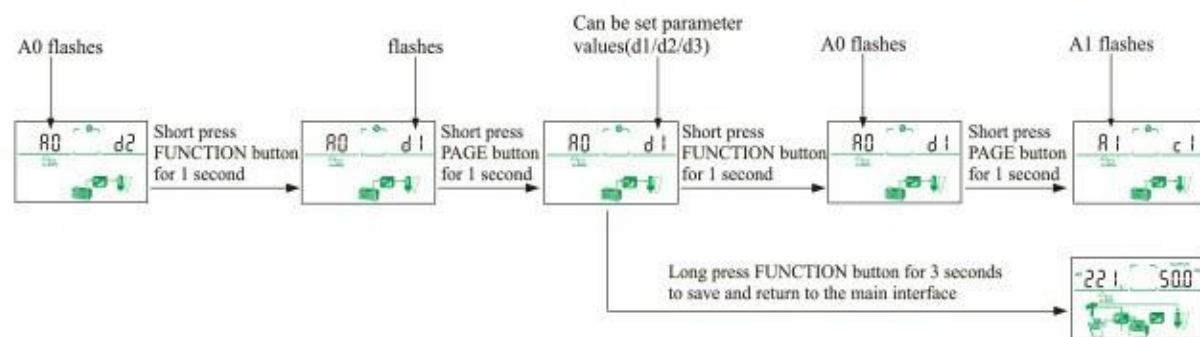 Can be set parameter
values(d1/d2/d3)
A0 flashes
flashes
A0 flashes
A1 flashes
A0 d2
Short press
FUNCTION button
for 1 second
A0 d1
Short press
PAGE button
for 1 second
A0 d1
Short press
FUNCTION button
for 1 second
A0 d1
Short press
PAGE button
for 1 second
A1 c1
Long press FUNCTION button for 3 seconds
to save and return to the main interface
221 50.0